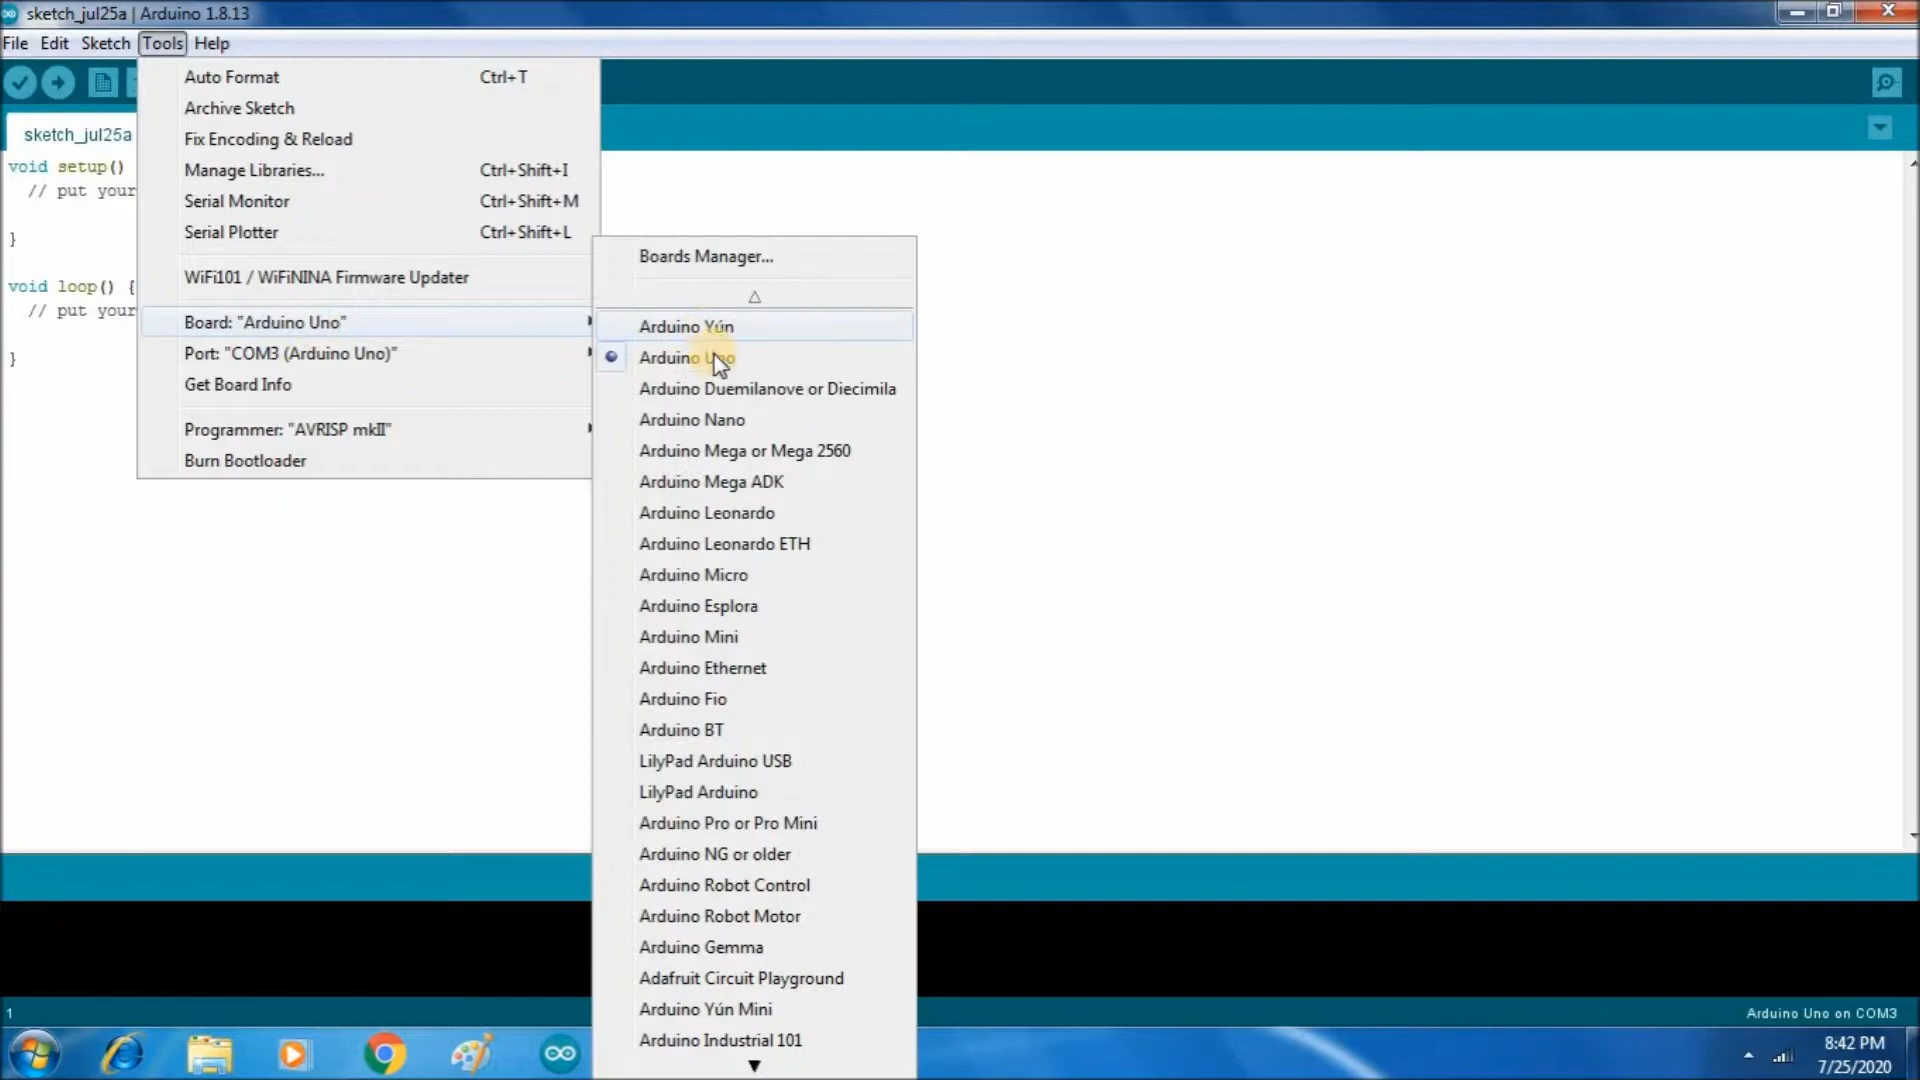 sketch_jul25a | Arduino 1.8.13
File Edit Sketch Tools Help
sketch_jul25a
void setup()
// put your
}
void loop() {
// put your
}
Auto Format Ctrl+T
Archive Sketch
Fix Encoding & Reload
Manage Libraries... Ctrl+Shift+I
Serial Monitor Ctrl+Shift+M
Serial Plotter Ctrl+Shift+L
WiFi101 / WiFiNINA Firmware Updater
Board: "Arduino Uno"
Port: "COM3 (Arduino Uno)"
Get Board Info
Programmer: "AVRISP mkII"
Burn Bootloader
Boards Manager...
Arduino Yún
Arduino Uno
Arduino Duemilanove or Diecimila
Arduino Nano
Arduino Mega or Mega 2560
Arduino Mega ADK
Arduino Leonardo
Arduino Leonardo ETH
Arduino Micro
Arduino Esplora
Arduino Mini
Arduino Ethernet
Arduino Fio
Arduino BT
LilyPad Arduino USB
LilyPad Arduino
Arduino Pro or Pro Mini
Arduino NG or older
Arduino Robot Control
Arduino Robot Motor
Arduino Gemma
Adafruit Circuit Playground
Arduino Yún Mini
Arduino Industrial 101
1
Arduino Uno on COM3
8:42 PM
7/25/2020